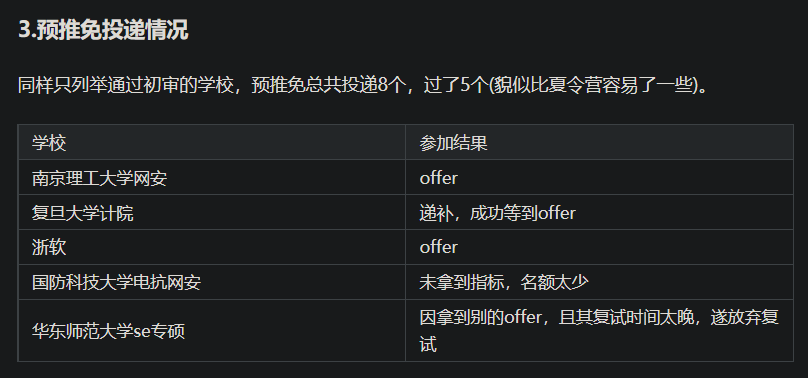 3.预推免投递情况
同样只列举通过初审的学校，预推免总共投递8个，过了5个(貌似比夏令营容易了一些)。
学校 参加结果
南京理工大学网安 offer
复旦大学计院 递补，成功等到offer
浙软 offer
国防科技大学电抗网安 未拿到指标，名额太少
华东师范大学se专硕 因拿到别的offer，且其复试时间太晚，遂放弃复
试